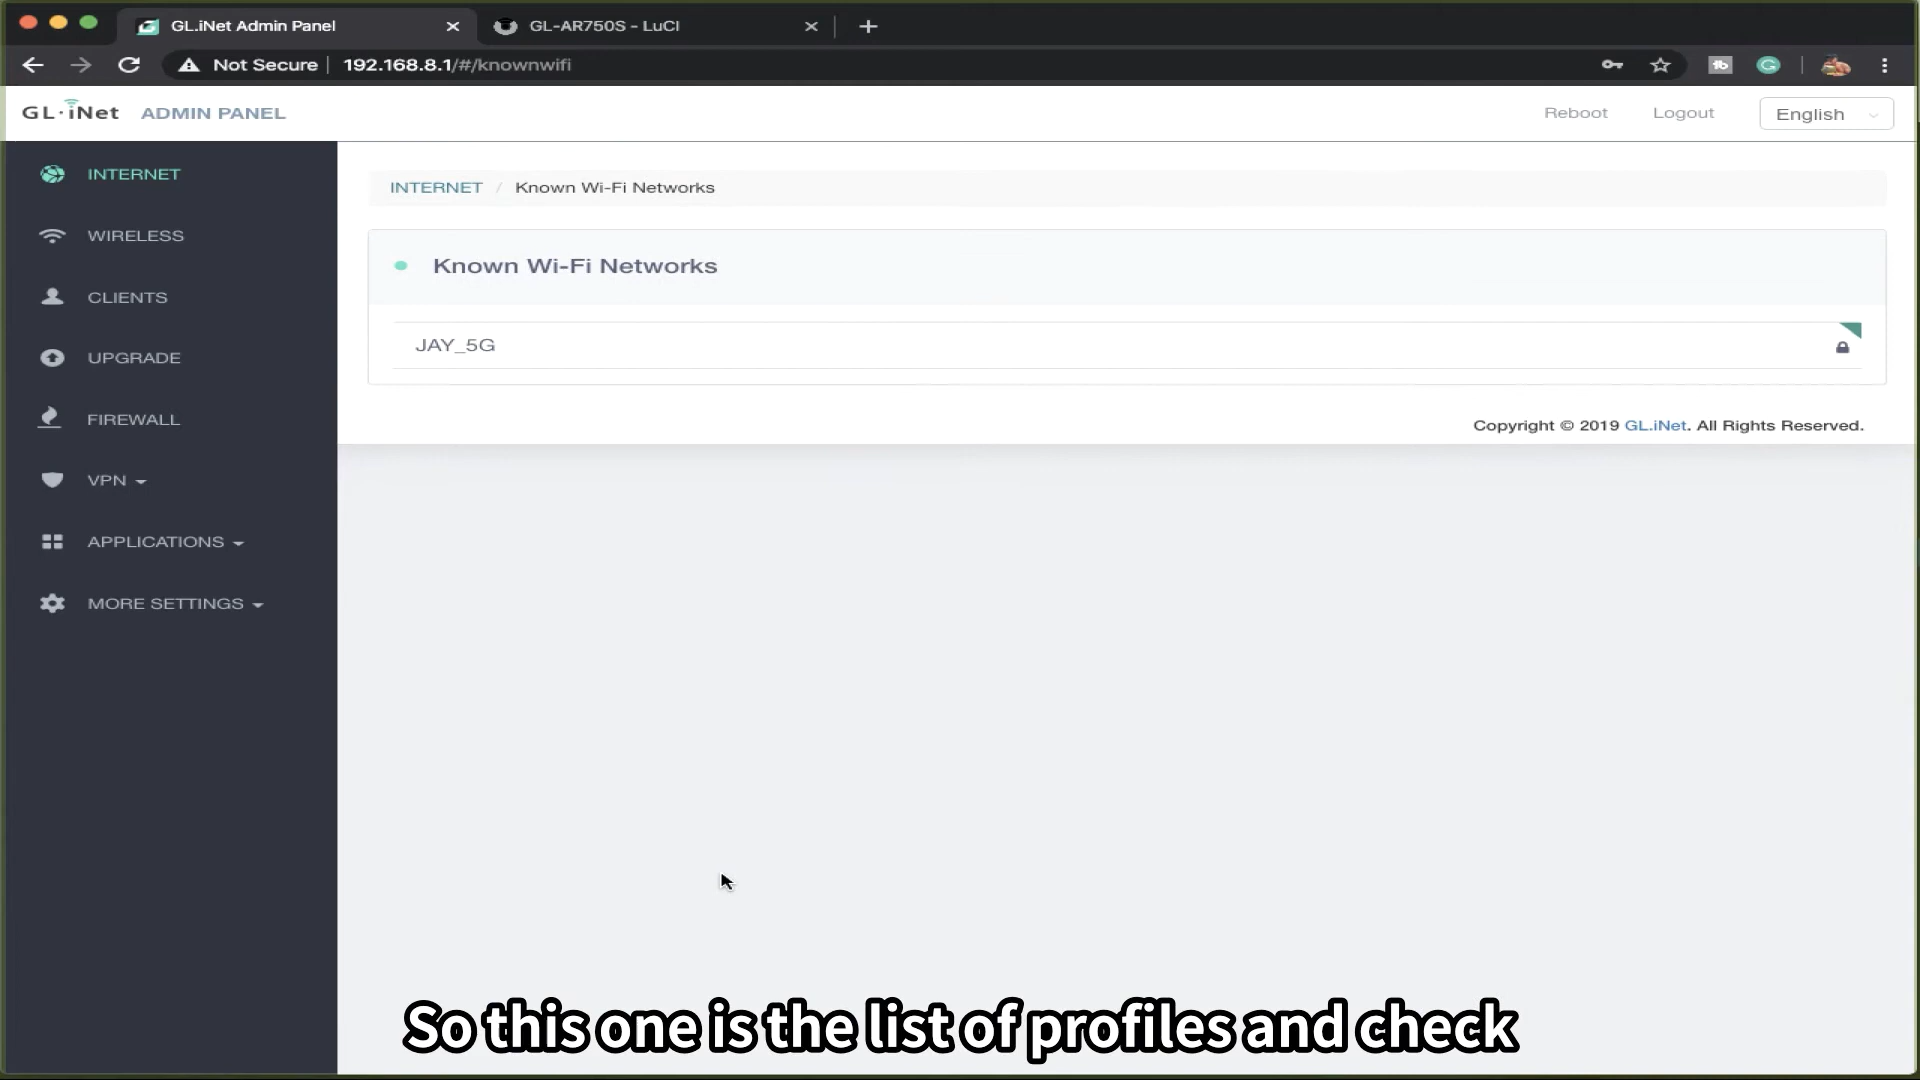 GL.iNet Admin Panel
GL-AR750S - LuCI
Not Secure
192.168.8.1/#/knownwifi
GL·iNet ADMIN PANEL
Reboot
Logout
English
INTERNET
WIRELESS
CLIENTS
UPGRADE
FIREWALL
VPN
APPLICATIONS
MORE SETTINGS
INTERNET / Known Wi-Fi Networks
Known Wi-Fi Networks
JAY_5G
Copyright © 2019 GL.iNet. All Rights Reserved.
So this one is the list of profiles and check